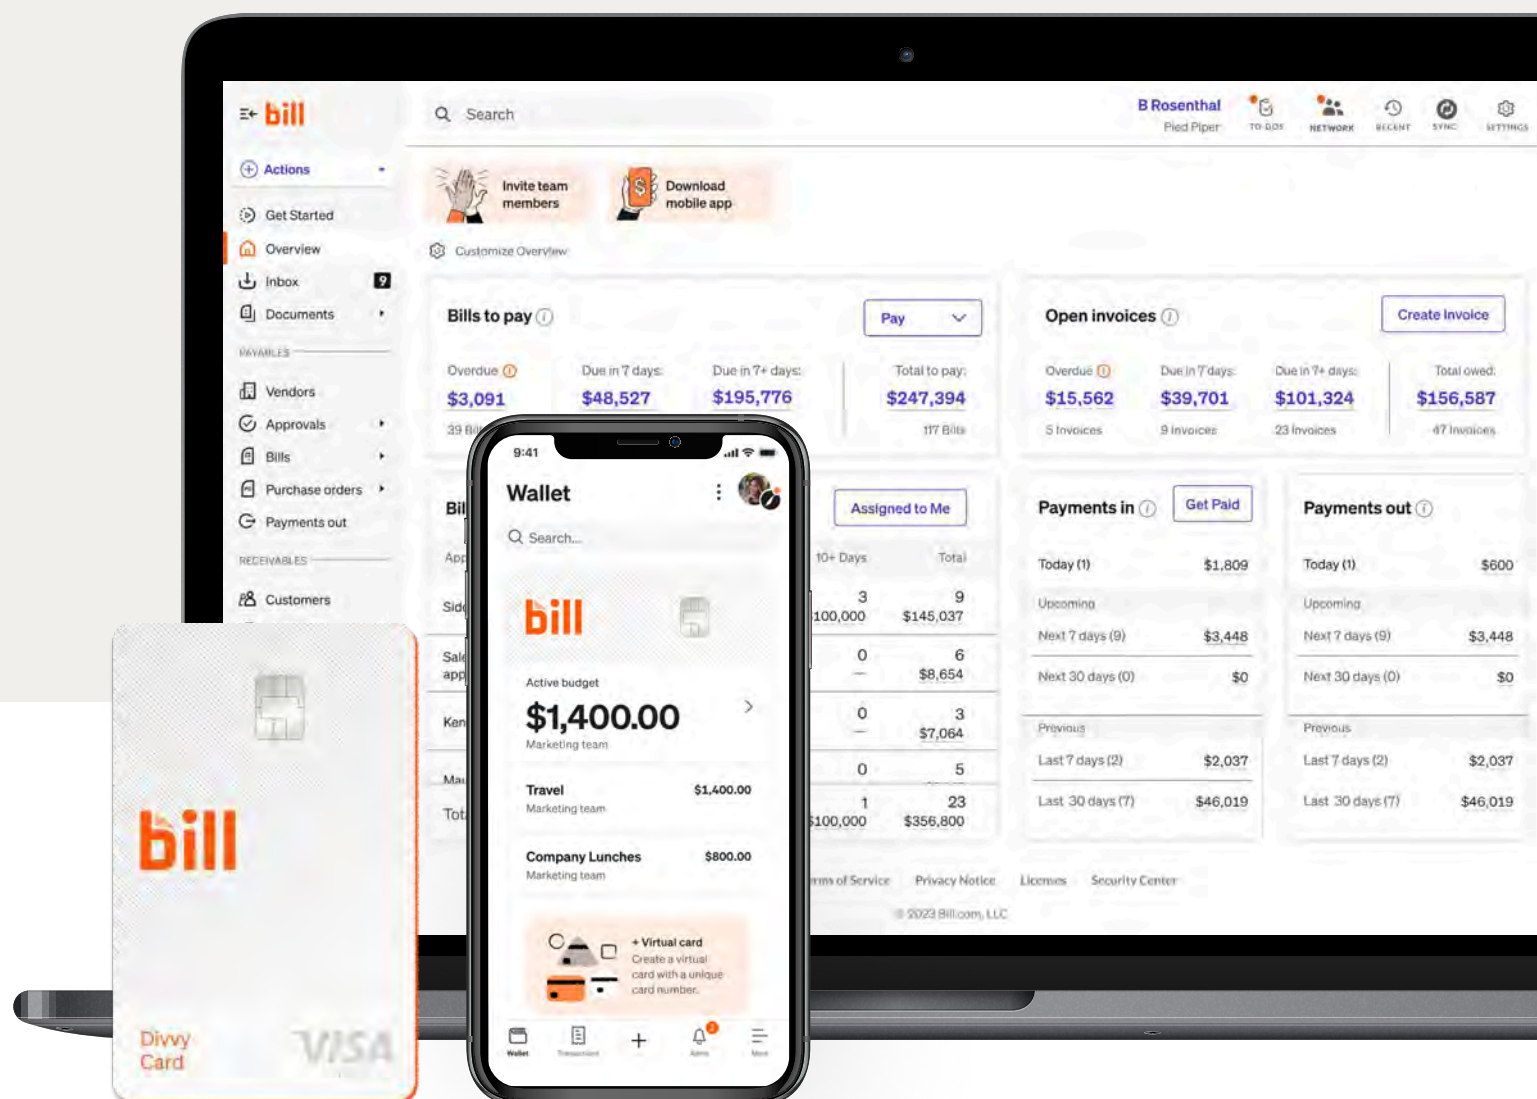 bill
Search
B Rosenthal
Pied Piper
TO DOS
NETWORK
RECENT
SYNC
SETTINGS
Actions
Get Started
Overview
Inbox 9
Documents
PAYABLES
Vendors
Approvals
Bills
Purchase orders
Payments out
RECEIVABLES
Customers
Invite team
members
Download
mobile app
Customize Overview
Bills to pay
Pay
Overdue Due in 7 days: Due in 7+ days: Total to pay:
$3,091 $48,527 $195,776 $247,394
39 117 Bills
Open invoices
Create Invoice
Overdue Due in 7 days: Due in 7+ days: Total owed:
$15,562 $39,701 $101,324 $156,587
5 Invoices 9 Invoices 23 Invoices 47 Invoices
Assigned to Me
10+ Days Total
3 9
100,000 $145,037
0 6
— $8,654
0 3
— $7,064
0 5
1 23
$100,000 $356,800
Payments in
Get Paid
Today (1) $1,809
Upcoming
Next 7 days (9) $3,448
Next 30 days (0) $0
Previous
Last 7 days (2) $2,037
Last 30 days (7) $46,019
Payments out
Today (1) $600
Upcoming
Next 7 days (9) $3,448
Next 30 days (0) $0
Previous
Last 7 days (2) $2,037
Last 30 days (7) $46,019
of Service Privacy Notice Licenses Security Center
© 2023 Bill.com, LLC
9:41
Wallet
Search...
bill
Active budget
$1,400.00
Marketing team
Travel $1,400.00
Marketing team
Company Lunches $800.00
Marketing team
+ Virtual card
Create a virtual
card with a unique
card number.
2
Wallet
Transactions
Alerts
More
bill
Divvy
Card
VISA